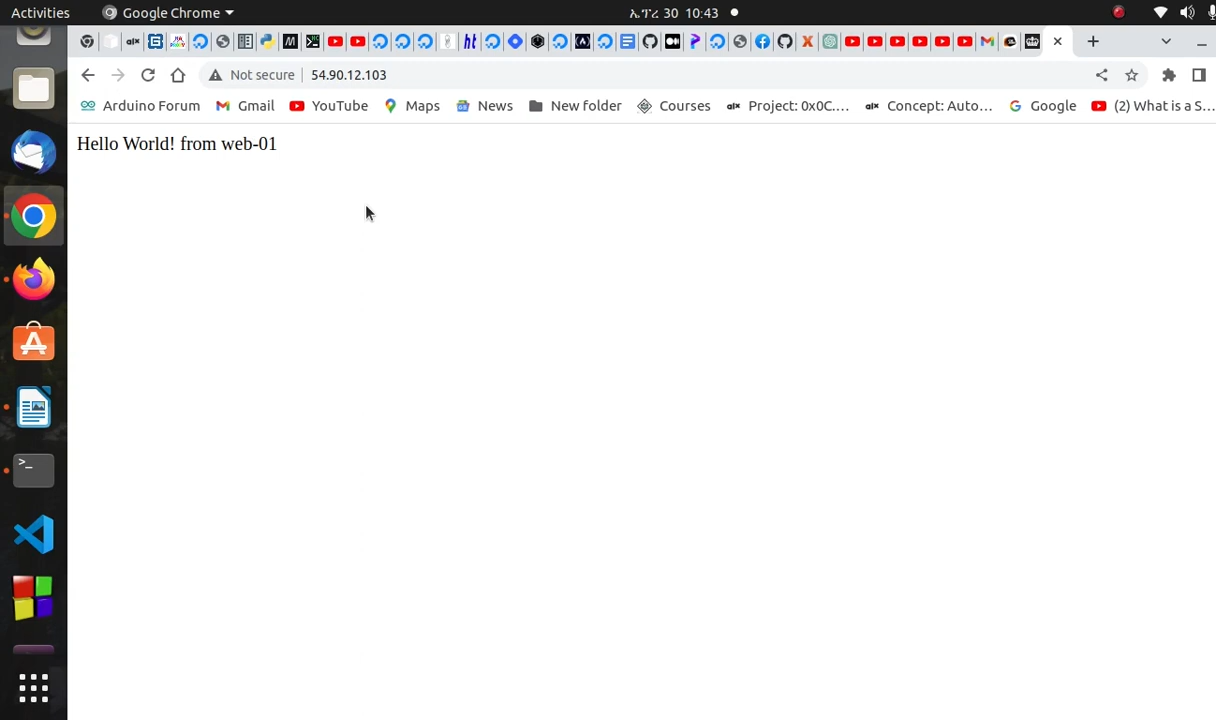 Activities Google Chrome ኤፕሪ 30 10:43
Not secure 54.90.12.103
Arduino Forum Gmail YouTube Maps News New folder Courses Project: 0x0C.... Concept: Auto... Google (2) What is a S...
Hello World! from web-01